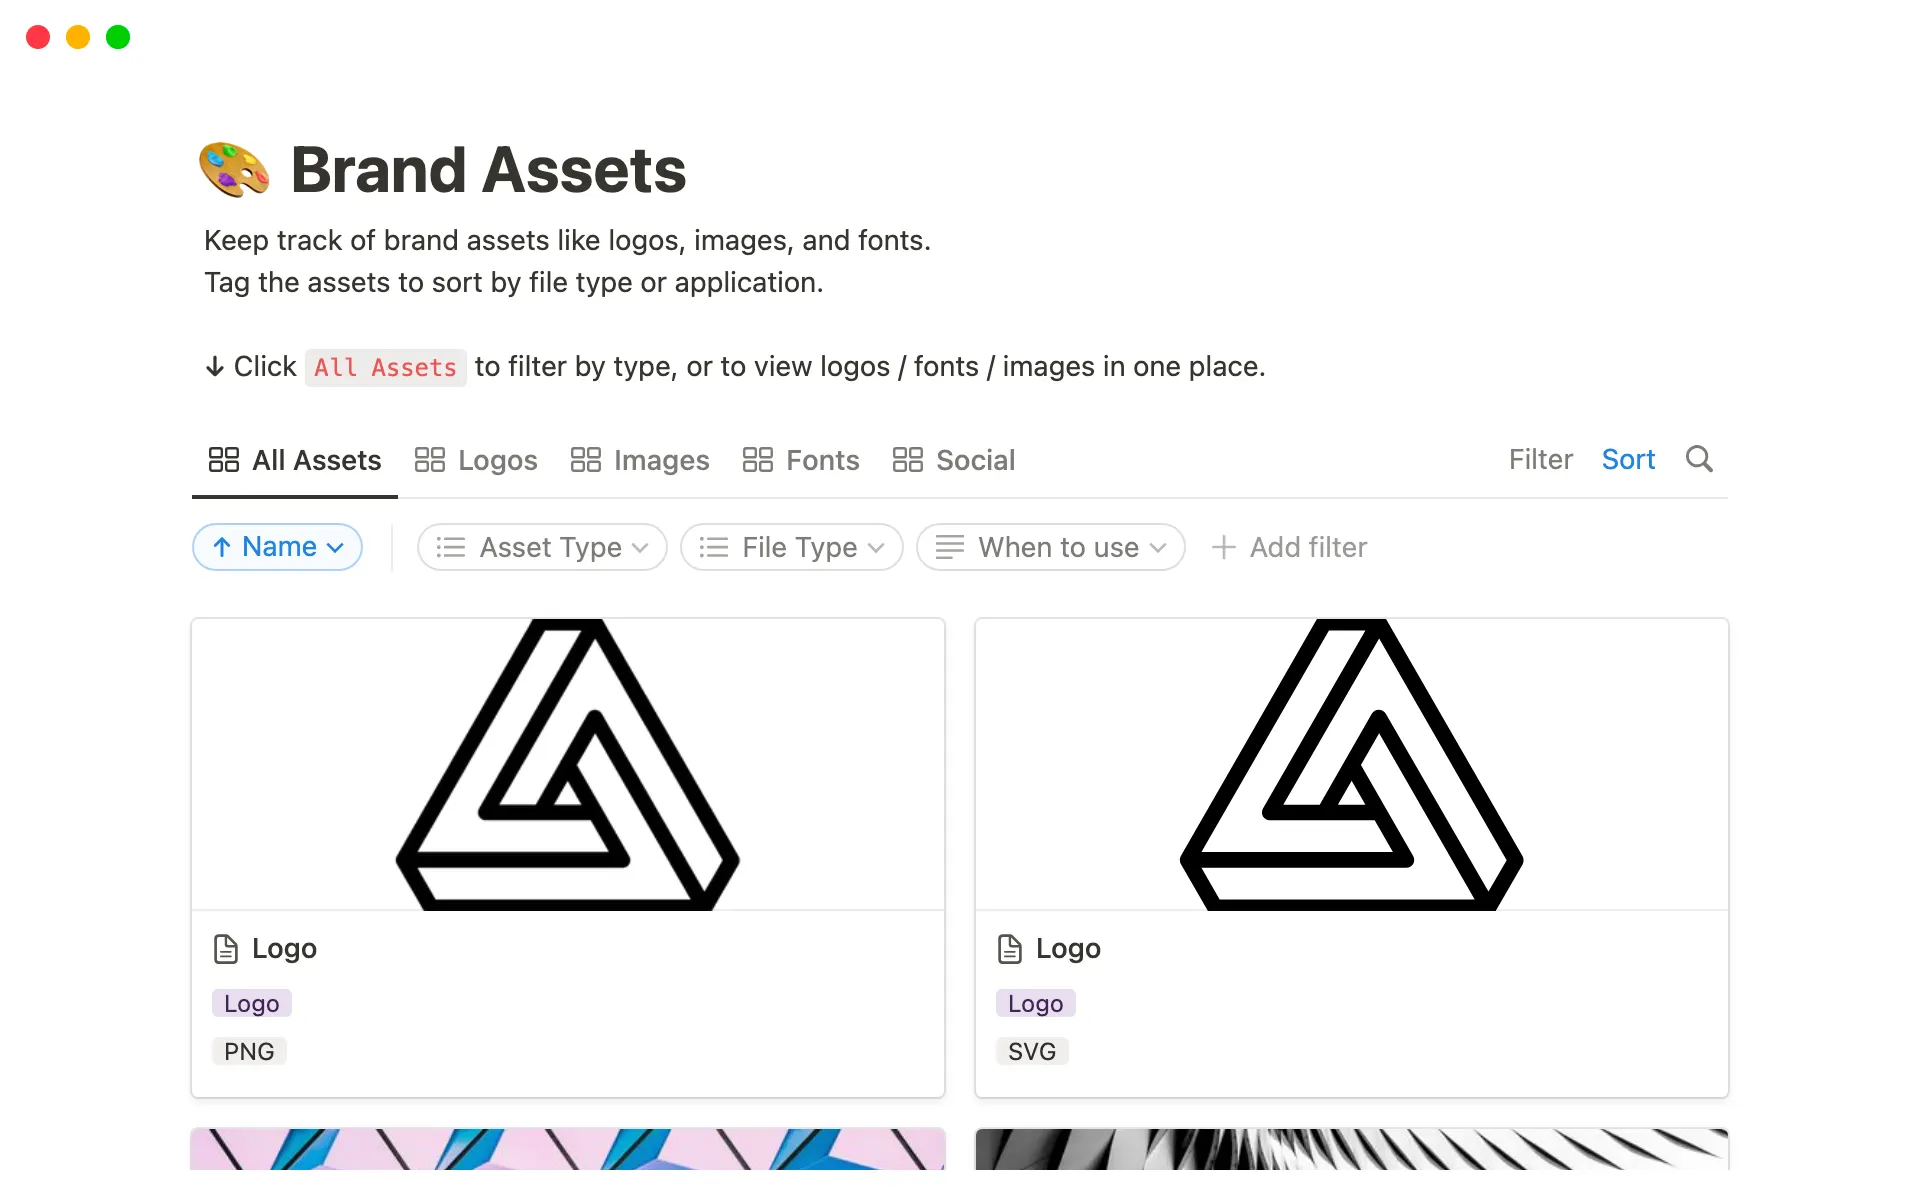 Brand Assets
Keep track of brand assets like logos, images, and fonts.
Tag the assets to sort by file type or application.
↓ Click All Assets to filter by type, or to view logos / fonts / images in one place.
All Assets Logos Images Fonts Social Filter Sort
↑ Name Asset Type File Type When to use + Add filter
Logo Logo
Logo Logo
PNG SVG